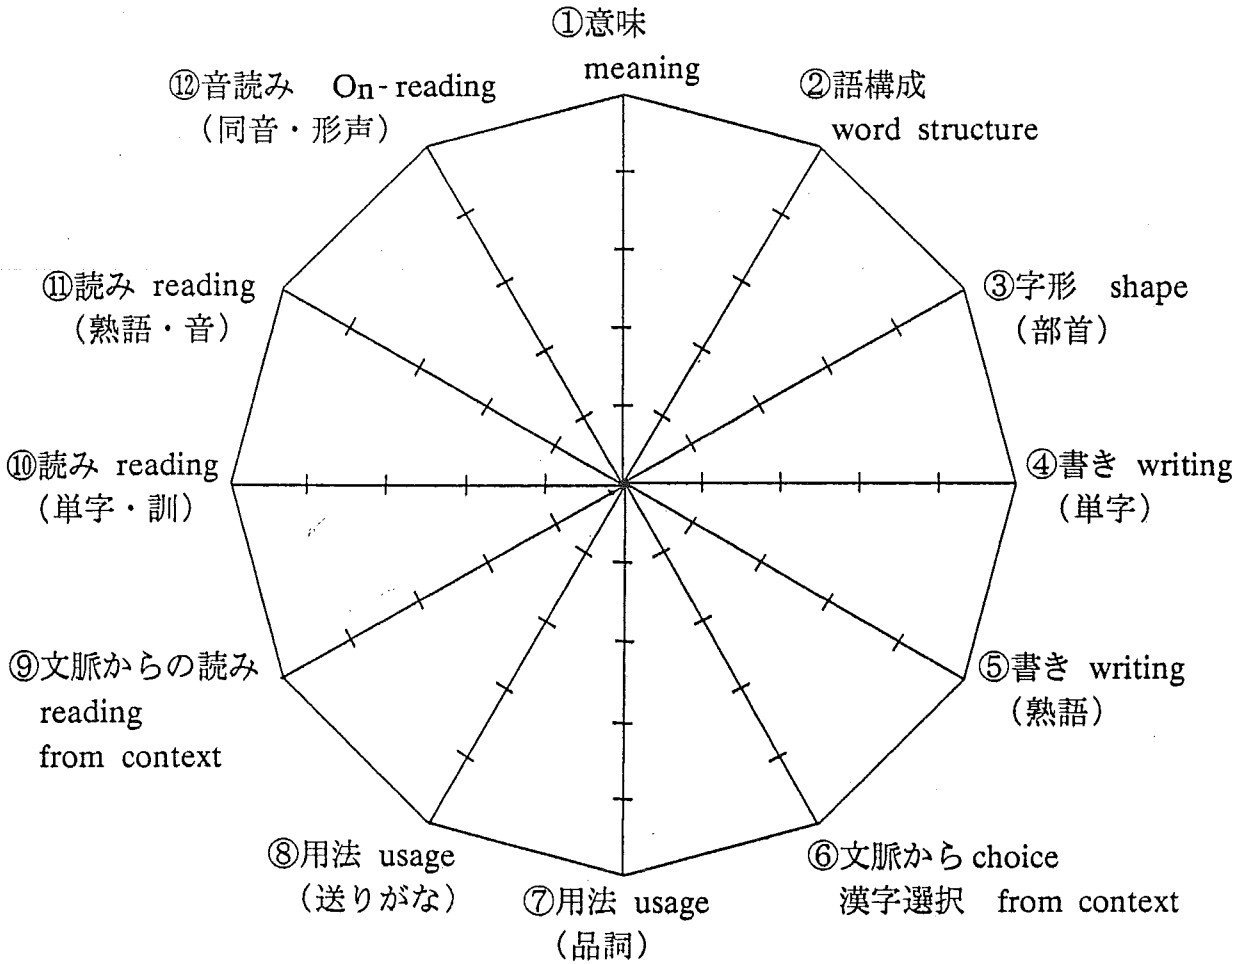 ①意味
meaning
②語構成
word structure
③字形 shape
(部首)
④書き writing
(単字)
⑤書き writing
(熟語)
⑥文脈から choice
漢字選択 from context
⑦用法 usage
(品詞)
⑧用法 usage
(送りがな)
⑨文脈からの読み
reading
from context
⑩読み reading
(単字・訓)
⑪読み reading
(熟語・音)
⑫音読み On-reading
(同音・形声)